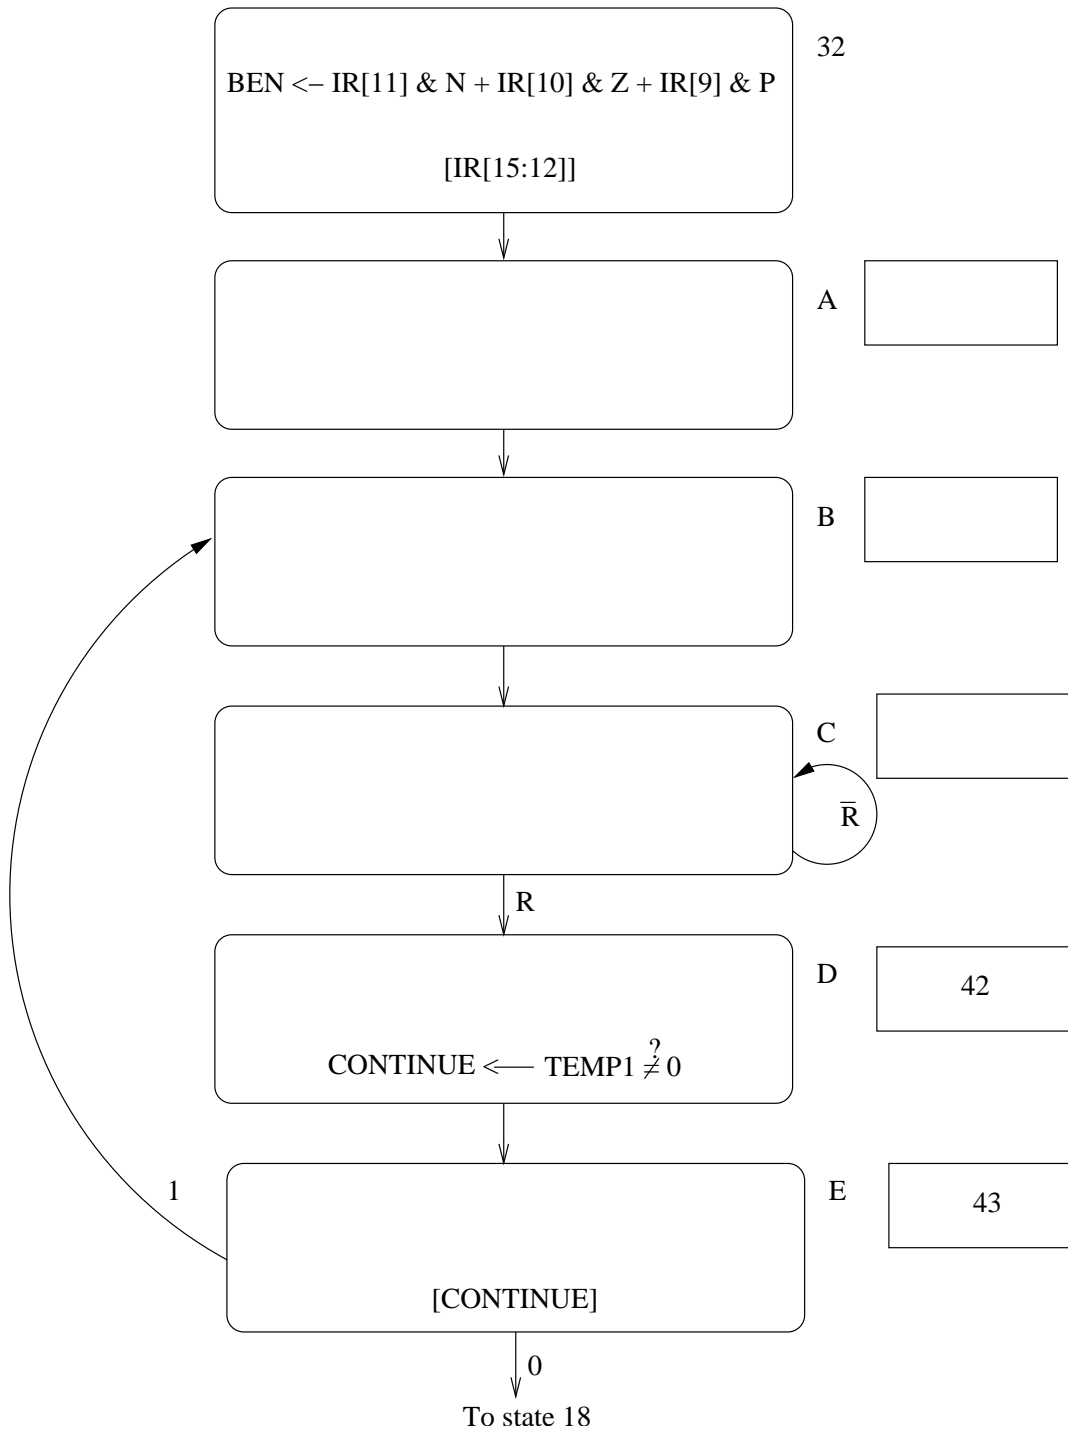 32
BEN <– IR[11] & N + IR[10] & Z + IR[9] & P
[IR[15:12]]
A
B
C
R̅
R
D
42
CONTINUE <— TEMP1 ≠? 0
1
E
43
[CONTINUE]
0
To state 18